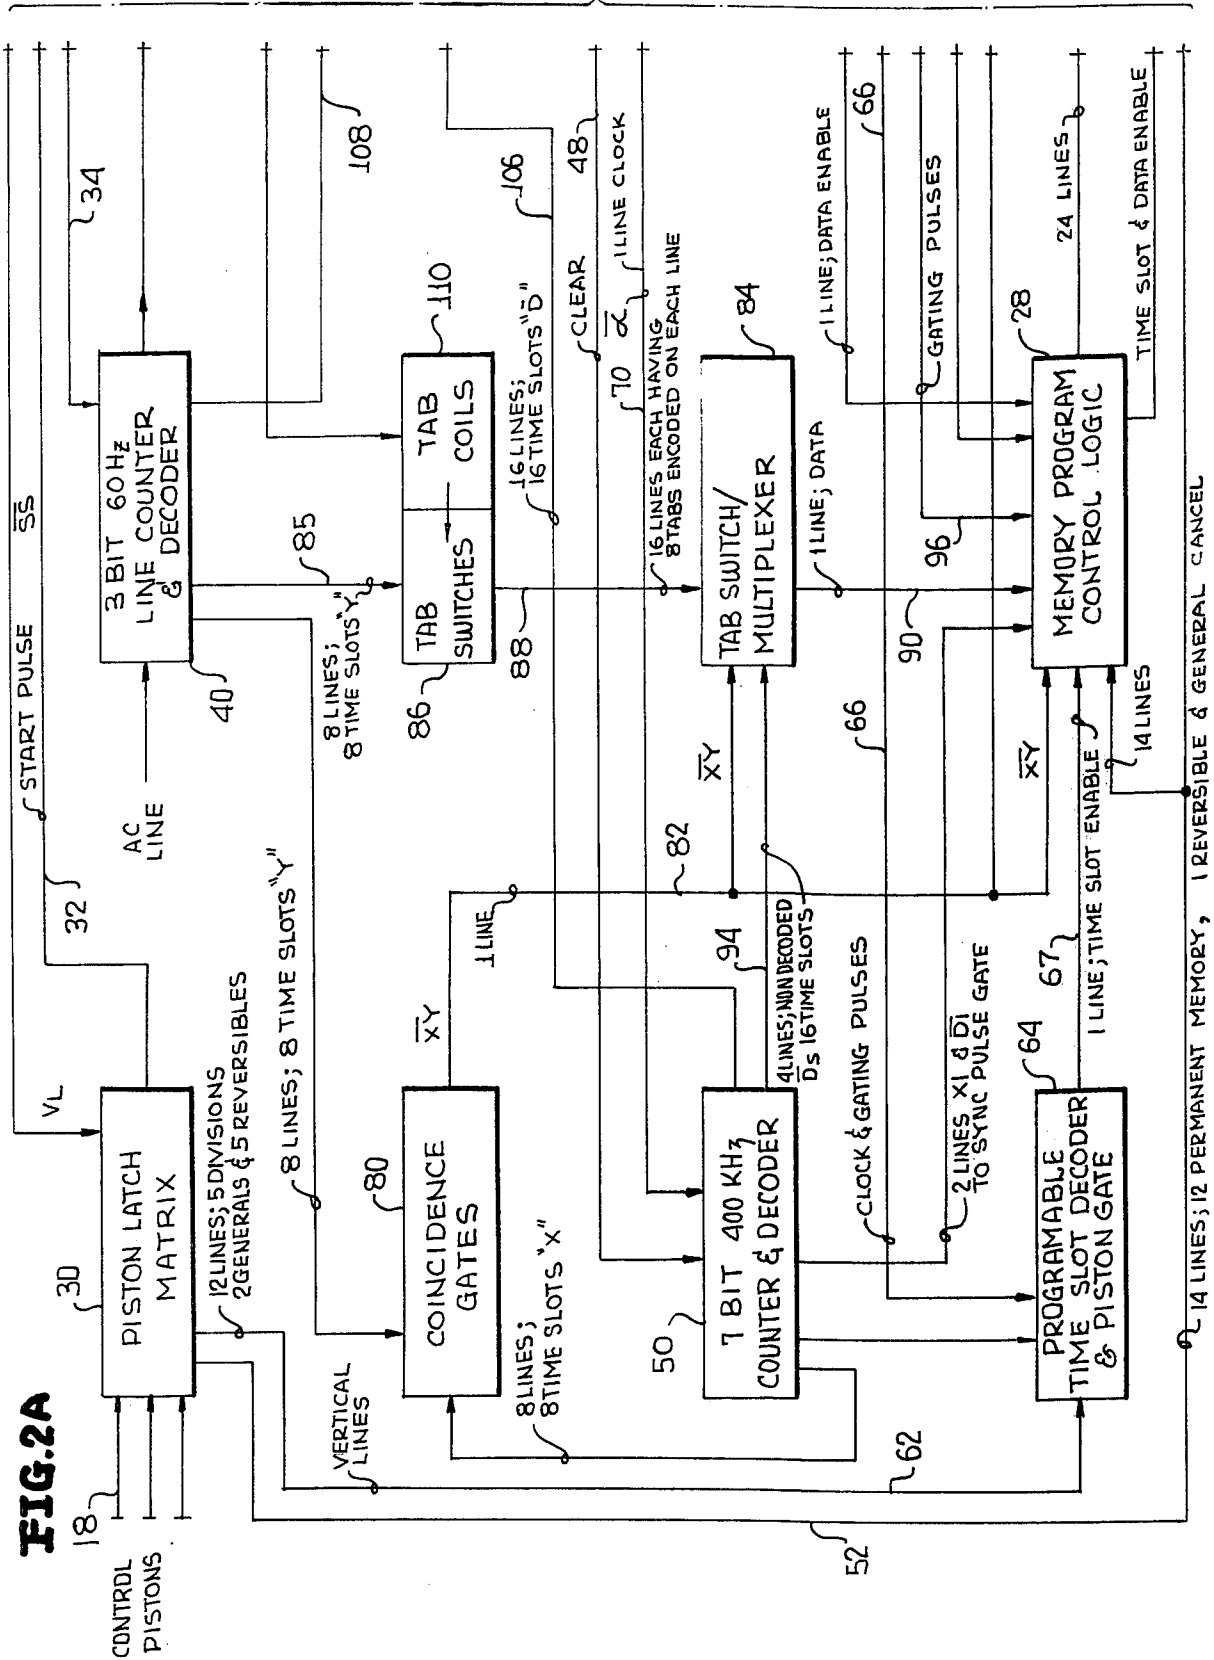 FIG.2A
CONTROL
PISTONS
18
30
PISTON LATCH
MATRIX
VL
32
START PULSE
SS
34
AC
LINE
40
3 BIT 60Hz
LINE COUNTER
& DECODER
108
12 LINES; 5 DIVISIONS
2 GENERALS & 5 REVERSIBLES
8 LINES; 8 TIME SLOTS "Y"
8 LINES;
8 TIME SLOTS "Y"
85
VERTICAL
LINES
80
COINCIDENCE
GATES
XY
1 LINE
86
TAB
SWITCHES
TAB
COILS
110
88
16 LINES;
16 TIME SLOTS "D"
106
CLEAR
48
70
α
1 LINE CLOCK
16 LINES EACH HAVING
8 TABS ENCODED ON EACH LINE
8 LINES;
8 TIME SLOTS "X"
50
7 BIT 400 KHz
COUNTER & DECODER
4 LINES; NON DECODED
Ds 16 TIME SLOTS
94
82
XY
TAB SWITCH/
MULTIPLEXER
84
1 LINE; DATA
90
1 LINE; DATA ENABLE
66
66
CLOCK & GATING PULSES
GATING PULSES
96
2 LINES X1 & D1
TO SYNC PULSE GATE
62
PROGRAMABLE
TIME SLOT DECODER
& PISTON GATE
64
67
1 LINE; TIME SLOT ENABLE
XY
14 LINES
MEMORY PROGRAM
CONTROL LOGIC
28
24 LINES
TIME SLOT & DATA ENABLE
52
14 LINES; 12 PERMANENT MEMORY, 1 REVERSIBLE & GENERAL CANCEL